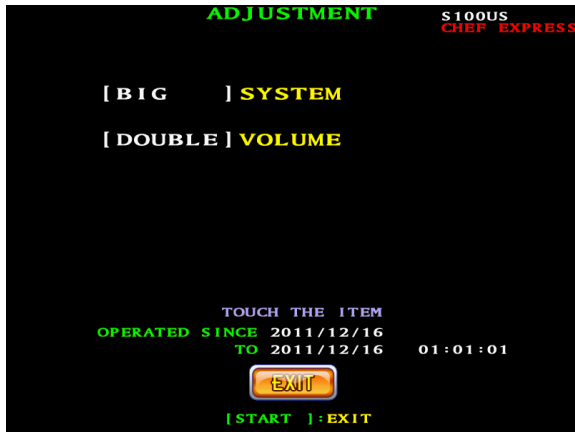 ADJUSTMENT
S100US
CHEF EXPRESS
[BIG ] SYSTEM
[DOUBLE] VOLUME
TOUCH THE ITEM
OPERATED SINCE 2011/12/16
TO 2011/12/16 01:01:01
EXIT
[START ]:EXIT